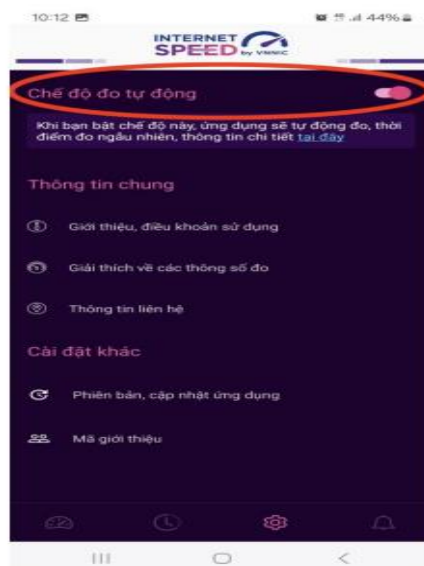 10:12
44%
INTERNET
SPEED by VNNIC
Chế độ đo tự động
Khi bạn bật chế độ này, ứng dụng sẽ tự động đo, thời
điểm đo ngẫu nhiên, thông tin chi tiết tại đây
Thông tin chung
Giới thiệu, điều khoản sử dụng
Giải thích về các thông số đo
Thông tin liên hệ
Cài đặt khác
Phiên bản, cập nhật ứng dụng
Mã giới thiệu